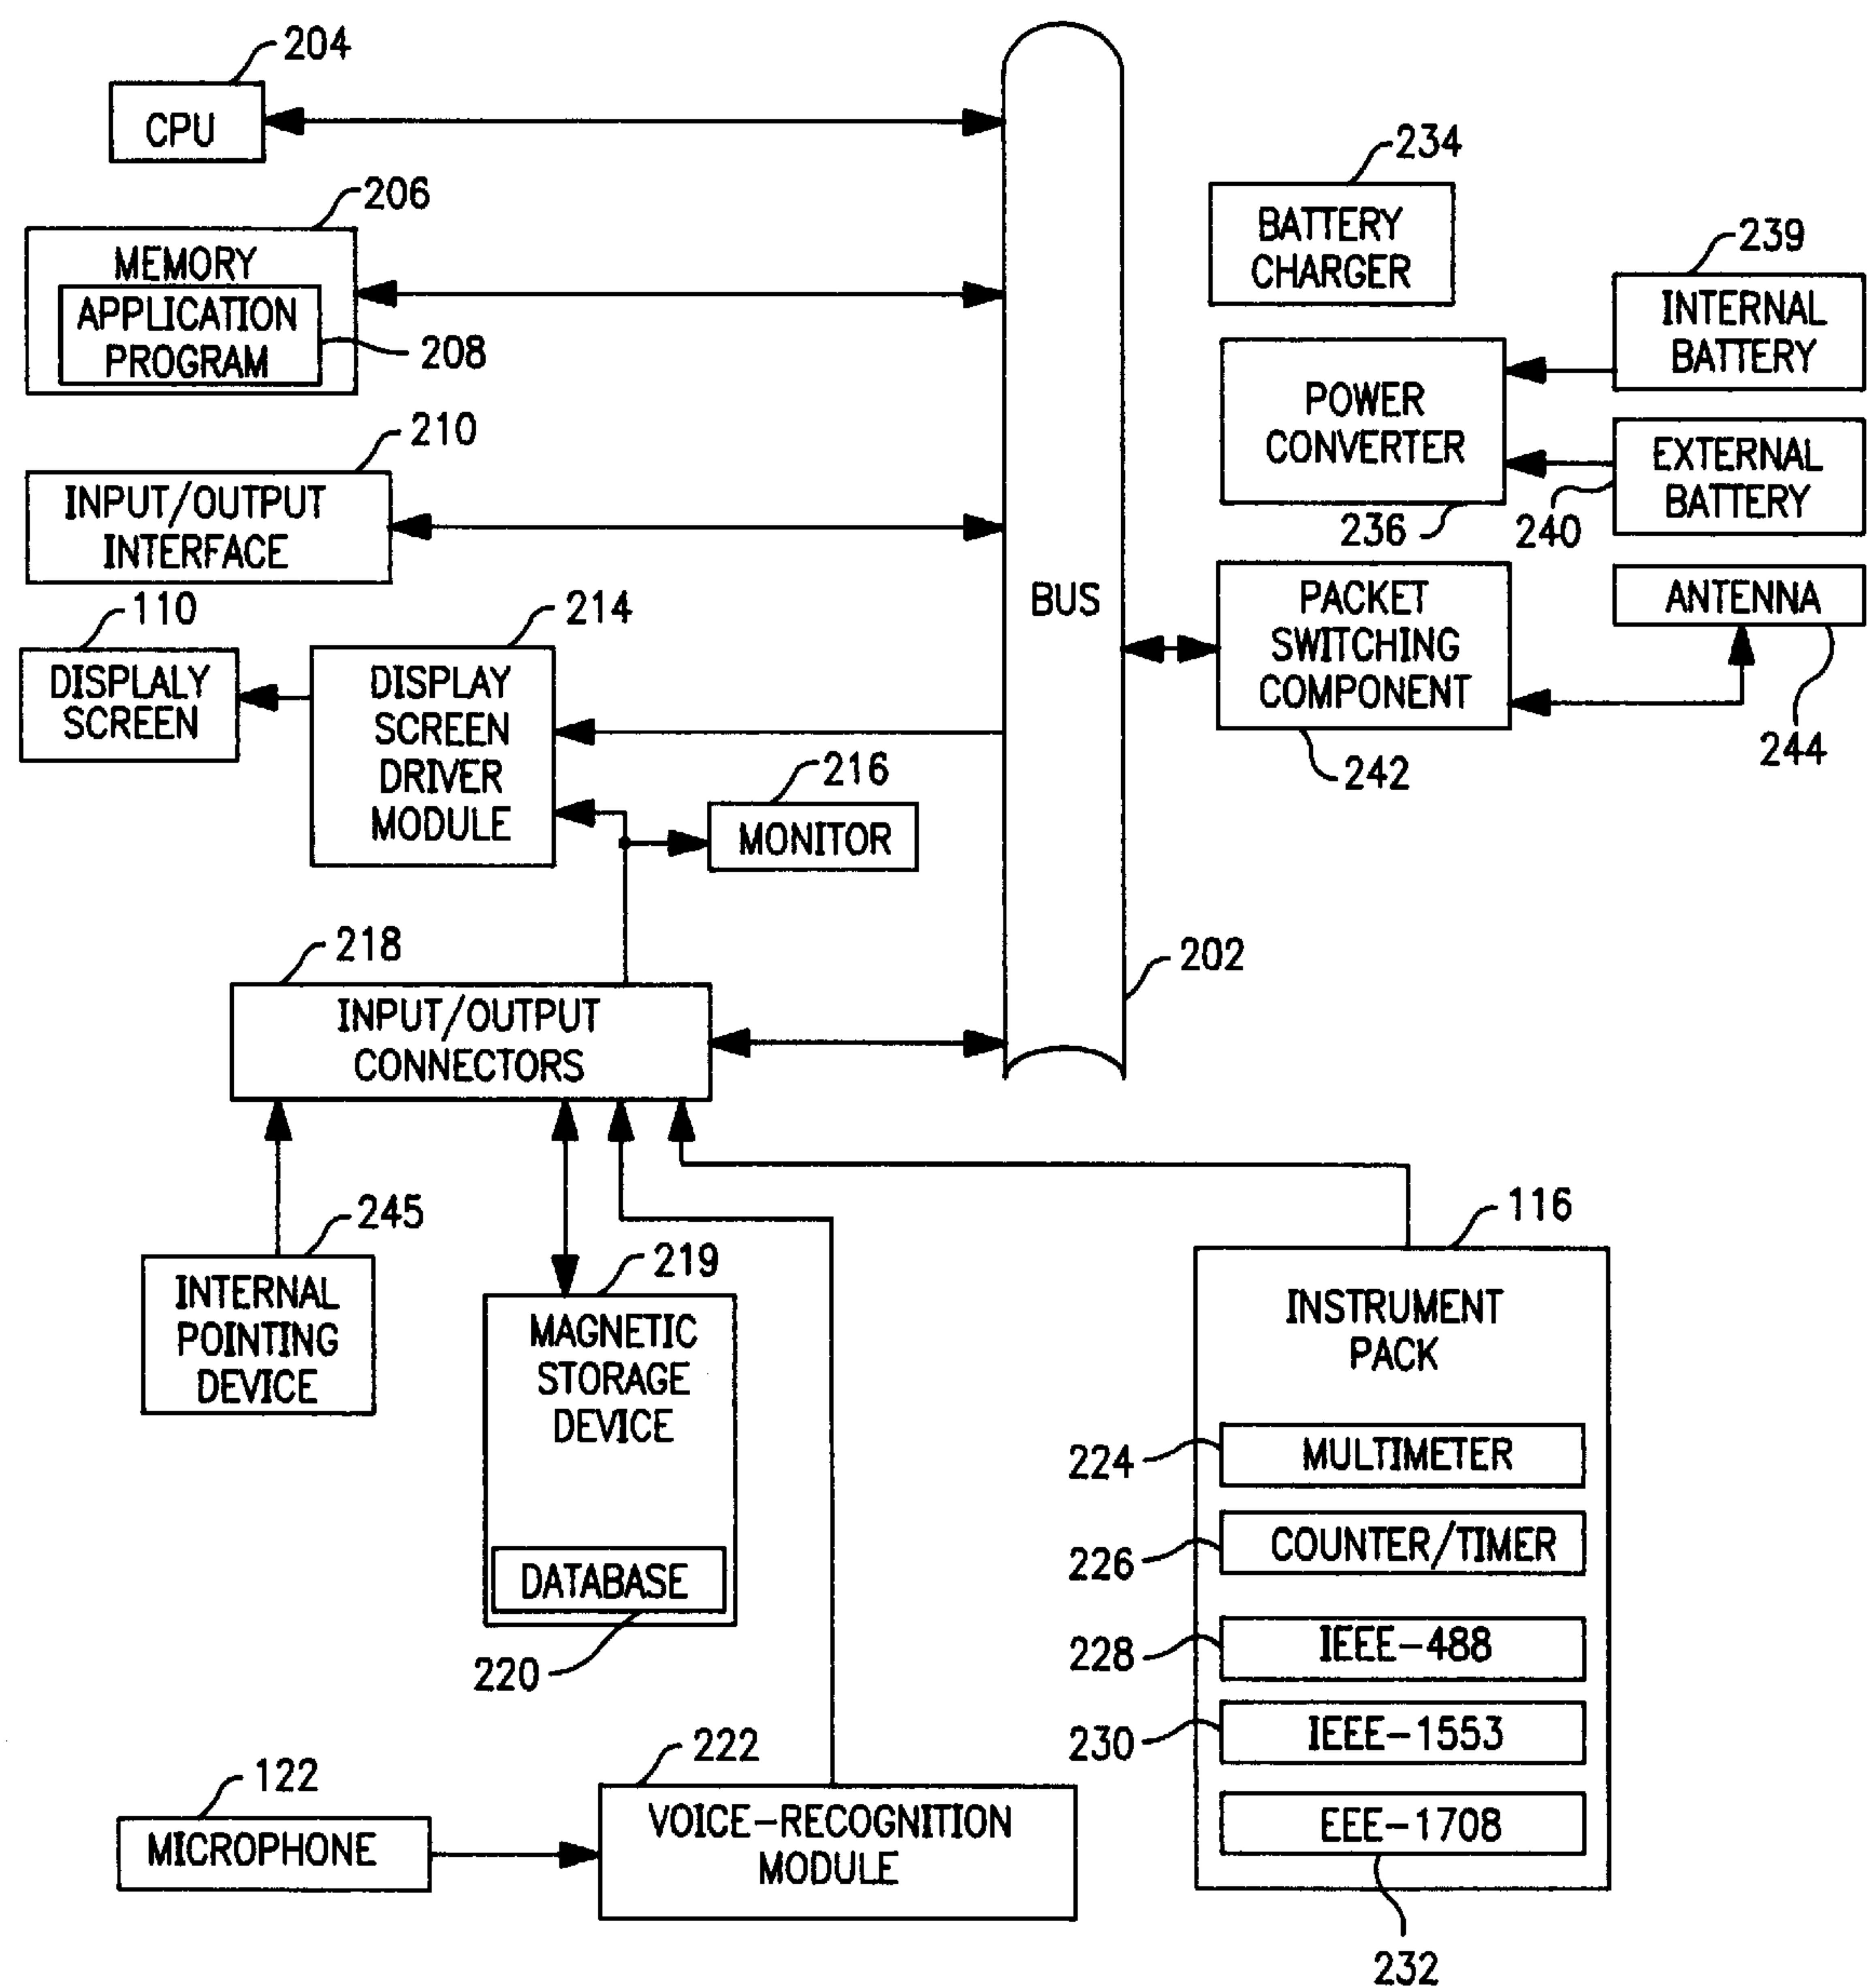 204
CPU
206
MEMORY
APPLICATION
PROGRAM
208
210
INPUT/OUTPUT
INTERFACE
110
DISPLALY
SCREEN
214
DISPLAY
SCREEN
DRIVER
MODULE
216
MONITOR
BUS
202
234
BATTERY
CHARGER
239
INTERNAL
BATTERY
POWER
CONVERTER
236
EXTERNAL
BATTERY
240
PACKET
SWITCHING
COMPONENT
242
ANTENNA
244
218
INPUT/OUTPUT
CONNECTORS
245
INTERNAL
POINTING
DEVICE
219
MAGNETIC
STORAGE
DEVICE
DATABASE
220
116
INSTRUMENT
PACK
224
MULTIMETER
226
COUNTER/TIMER
228
IEEE-488
230
IEEE-1553
EEE-1708
232
122
MICROPHONE
222
VOICE-RECOGNITION
MODULE